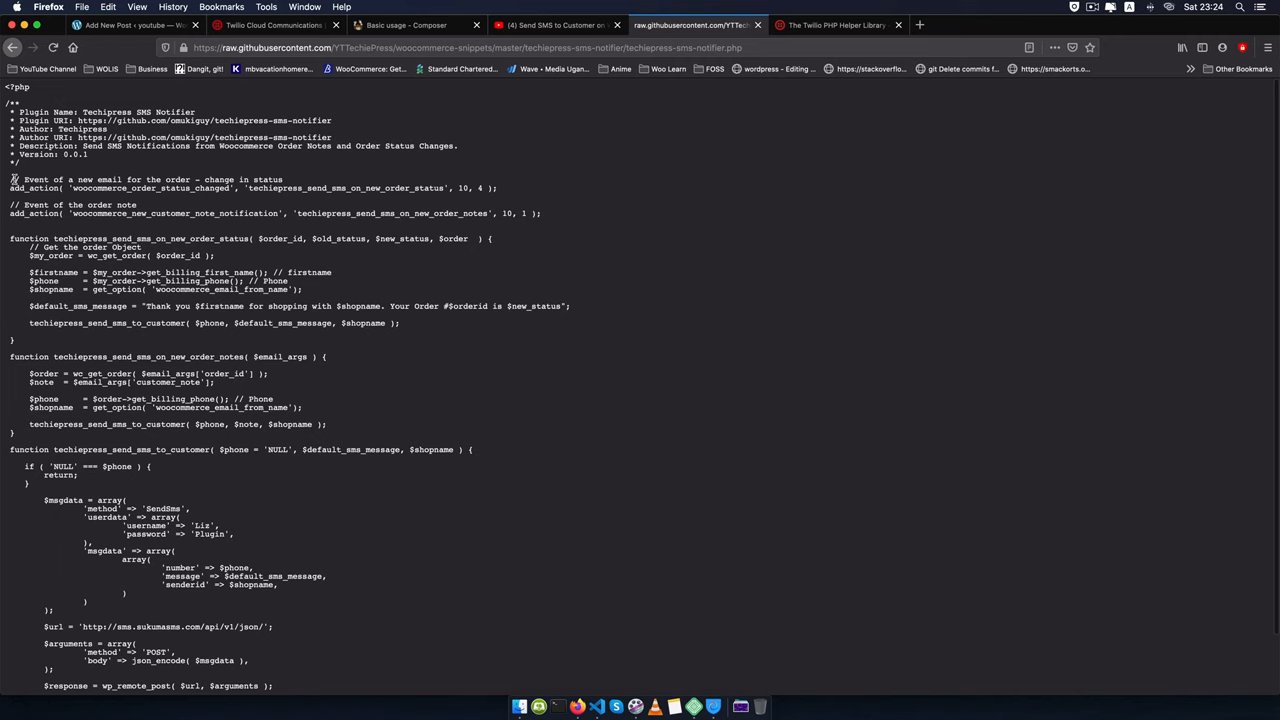 Firefox File Edit View History Bookmarks Tools Window Help
A Sat 23:24
Add New Post ‹ youtube — W
Twilio Cloud Communications
Basic usage - Composer
(4) Send SMS to Customer on
raw.githubusercontent.com/YTTech
The Twilio PHP Helper Library -
https://raw.githubusercontent.com/YTTechiePress/woocommerce-snippets/master/techiepress-sms-notifier/techiepress-sms-notifier.php
YouTube Channel WOLIS Business Dangit, git! mbvacationhomere... WooCommerce: Get... Standard Chartered... Wave • Media Ugan... Anime Woo Learn FOSS wordpress - Editing ... https://stackoverflo... git Delete commits f... https://smackorts.o... Other Bookmarks
<?php
/**
* Plugin Name: Techipress SMS Notifier
* Plugin URI: https://github.com/omukiguy/techiepress-sms-notifier
* Author: Techipress
* Author URI: https://github.com/omukiguy/techiepress-sms-notifier
* Description: Send SMS Notifications from Woocommerce Order Notes and Order Status Changes.
* Version: 0.0.1
*/
// Event of a new email for the order - change in status
add_action( 'woocommerce_order_status_changed', 'techiepress_send_sms_on_new_order_status', 10, 4 );
// Event of the order note
add_action( 'woocommerce_new_customer_note_notification', 'techiepress_send_sms_on_new_order_notes', 10, 1 );
function techiepress_send_sms_on_new_order_status( $order_id, $old_status, $new_status, $order ) {
// Get the order Object
$my_order = wc_get_order( $order_id );
$firstname = $my_order->get_billing_first_name(); // firstname
$phone = $my_order->get_billing_phone(); // Phone
$shopname = get_option( 'woocommerce_email_from_name');
$default_sms_message = "Thank you $firstname for shopping with $shopname. Your Order #$orderid is $new_status";
techiepress_send_sms_to_customer( $phone, $default_sms_message, $shopname );
}
function techiepress_send_sms_on_new_order_notes( $email_args ) {
$order = wc_get_order( $email_args['order_id'] );
$note = $email_args['customer_note'];
$phone = $order->get_billing_phone(); // Phone
$shopname = get_option( 'woocommerce_email_from_name');
techiepress_send_sms_to_customer( $phone, $note, $shopname );
}
function techiepress_send_sms_to_customer( $phone = 'NULL', $default_sms_message, $shopname ) {
if ( 'NULL' === $phone ) {
return;
}
$msgdata = array(
'method' => 'SendSms',
'userdata' => array(
'username' => 'Liz',
'password' => 'Plugin',
),
'msgdata' => array(
array(
'number' => $phone,
'message' => $default_sms_message,
'senderid' => $shopname,
)
)
);
$url = 'http://sms.sukumasms.com/api/v1/json/';
$arguments = array(
'method' => 'POST',
'body' => json_encode( $msgdata ),
);
$response = wp_remote_post( $url, $arguments );